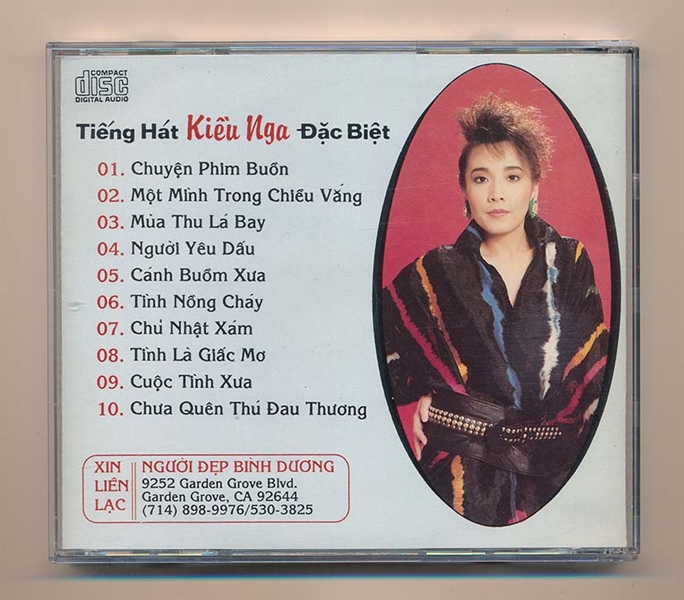 COMPACT
disc
DIGITAL AUDIO
Tiếng Hát Kiều Nga Đặc Biệt
01. Chuyện Phim Buồn
02. Một Mình Trong Chiều Vắng
03. Mùa Thu Lá Bay
04. Người Yêu Dấu
05. Cánh Buồm Xưa
06. Tình Nồng Cháy
07. Chủ Nhật Xám
08. Tình Là Giấc Mơ
09. Cuộc Tình Xưa
10. Chưa Quên Thú Đau Thương
XIN LIÊN LẠC
NGƯỜI ĐẸP BÌNH DƯƠNG
9252 Garden Grove Blvd.
Garden Grove, CA 92644
(714) 898-9976/530-3825